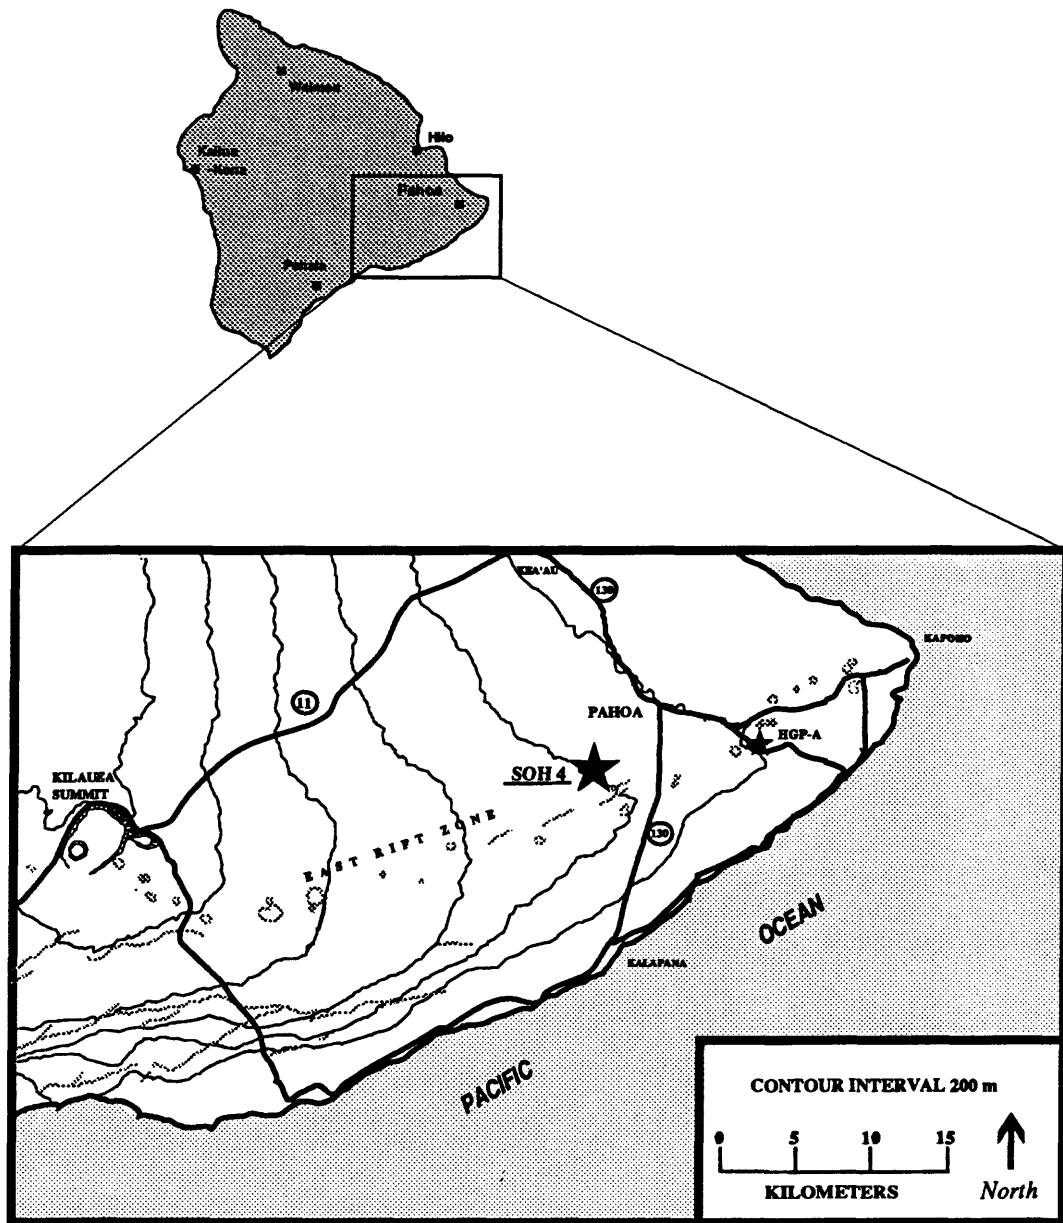 Waimea
Hilo
Kailua
-Kona
Pahoa
Pahala
KEA'AU
130
KAPOHO
11
PAHOA
HGP-A
SOH 4
KILAUEA
SUMMIT
EAST RIFT ZONE
130
OCEAN
KALAPANA
PACIFIC
CONTOUR INTERVAL 200 m
0 5 10 15
KILOMETERS
North